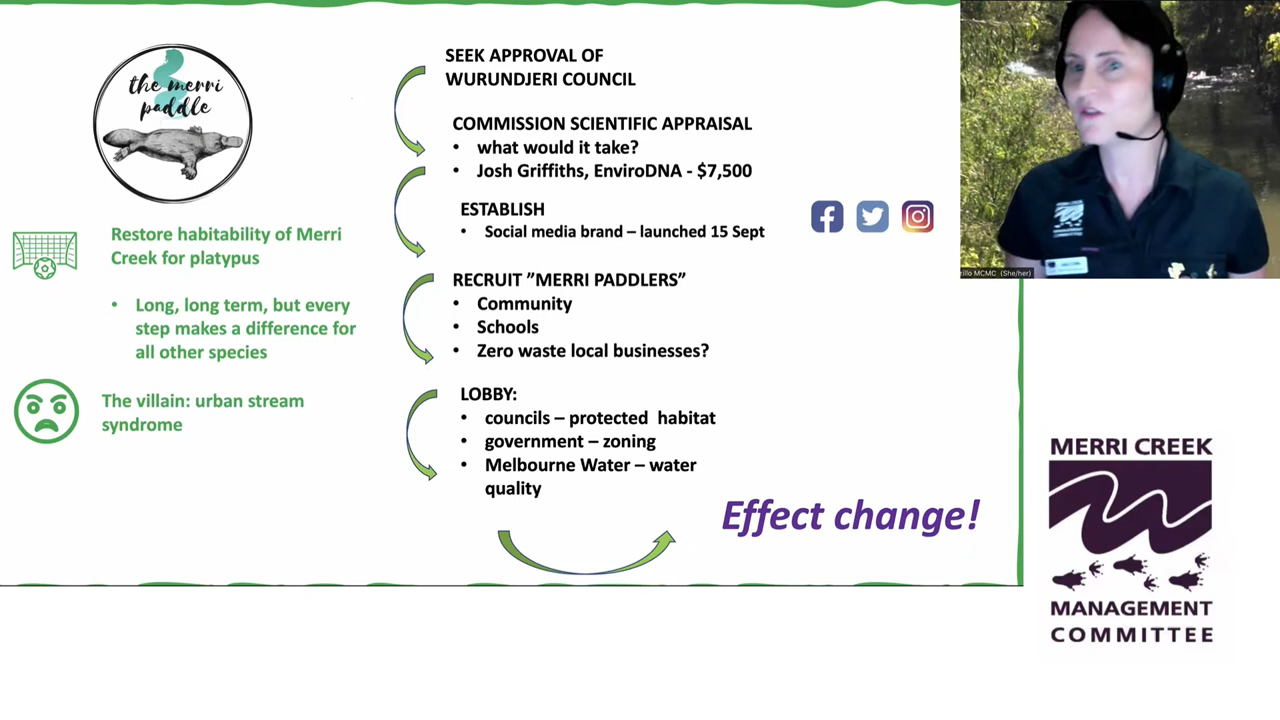 the merri
paddle
Restore habitability of Merri
Creek for platypus
• Long, long term, but every
step makes a difference for
all other species
The villain: urban stream
syndrome
SEEK APPROVAL OF
WURUNDJERI COUNCIL
COMMISSION SCIENTIFIC APPRAISAL
• what would it take?
• Josh Griffiths, EnviroDNA - $7,500
ESTABLISH
• Social media brand – launched 15 Sept
RECRUIT ”MERRI PADDLERS”
• Community
• Schools
• Zero waste local businesses?
LOBBY:
• councils – protected habitat
• government – zoning
• Melbourne Water – water
quality
Effect change!
MCMC (She/her)
MERRI CREEK
MANAGEMENT
COMMITTEE